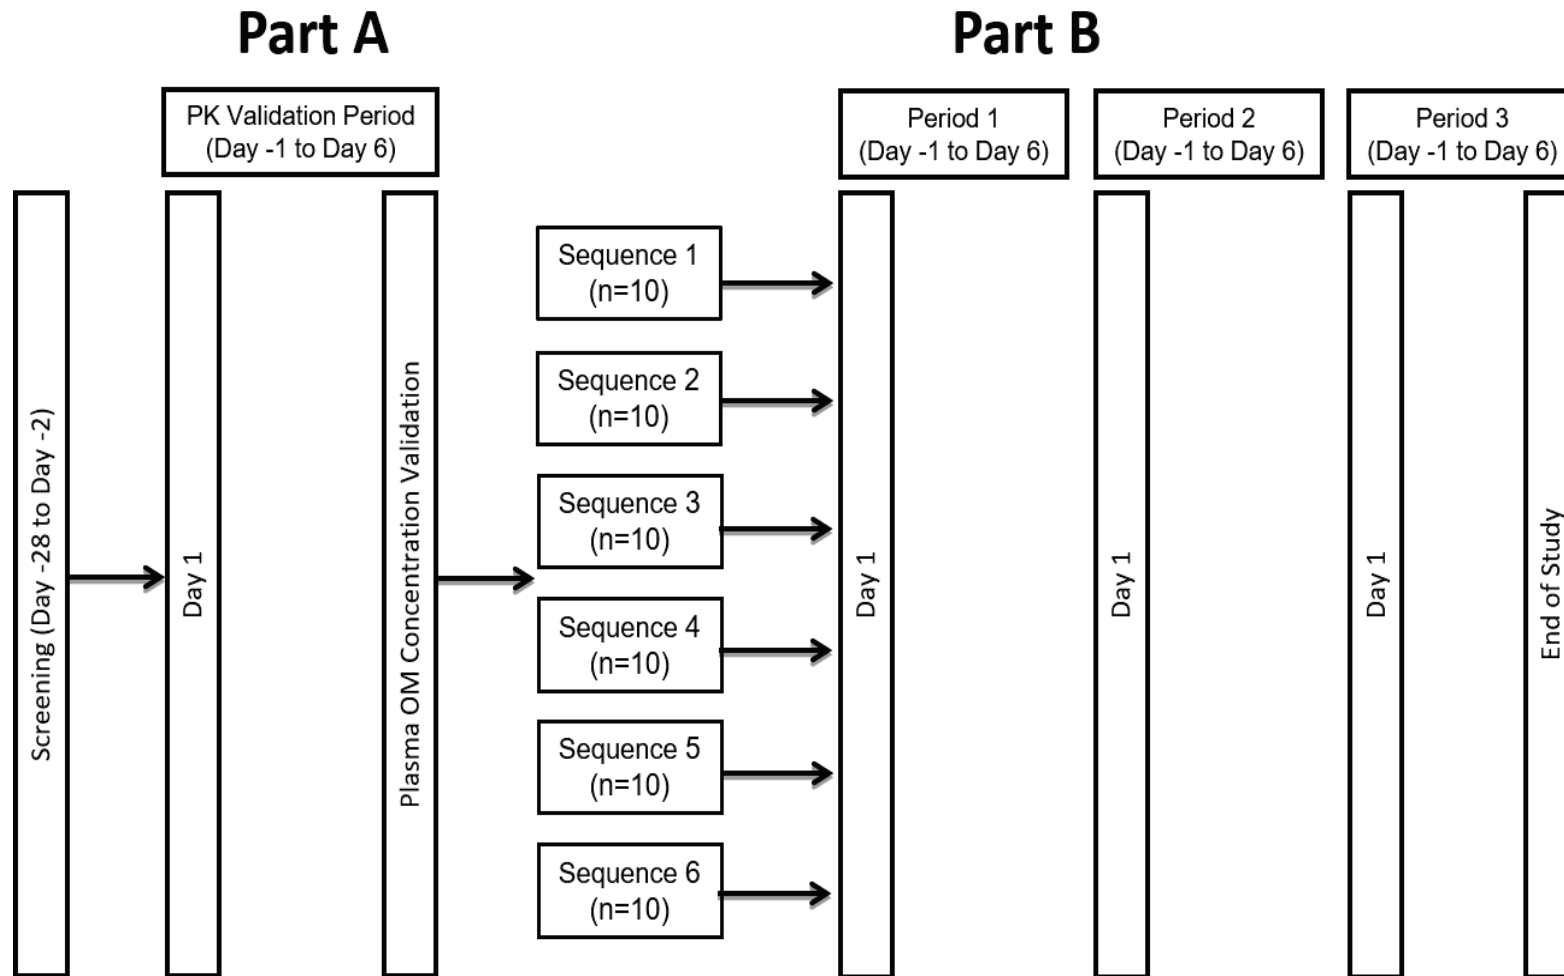 Part A
Part B
PK Validation Period
(Day -1 to Day 6)
Period 1
(Day -1 to Day 6)
Period 2
(Day -1 to Day 6)
Period 3
(Day -1 to Day 6)
Screening (Day -28 to Day -2)
Day 1
Plasma OM Concentration Validation
Sequence 1
(n=10)
Sequence 2
(n=10)
Sequence 3
(n=10)
Sequence 4
(n=10)
Sequence 5
(n=10)
Sequence 6
(n=10)
Day 1
Day 1
Day 1
End of Study